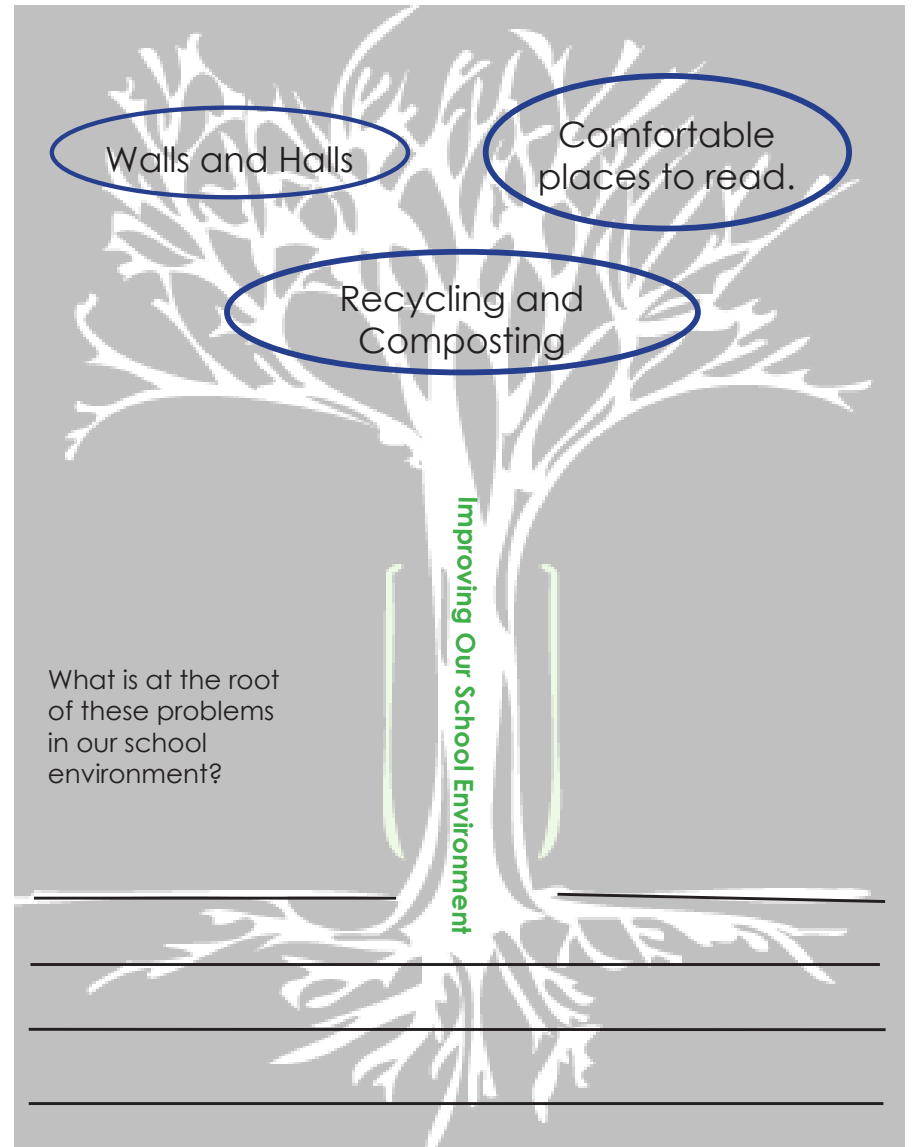 Walls and Halls
Comfortable
places to read.
Recycling and
Composting
Improving Our School Environment
What is at the root
of these problems
in our school
environment?